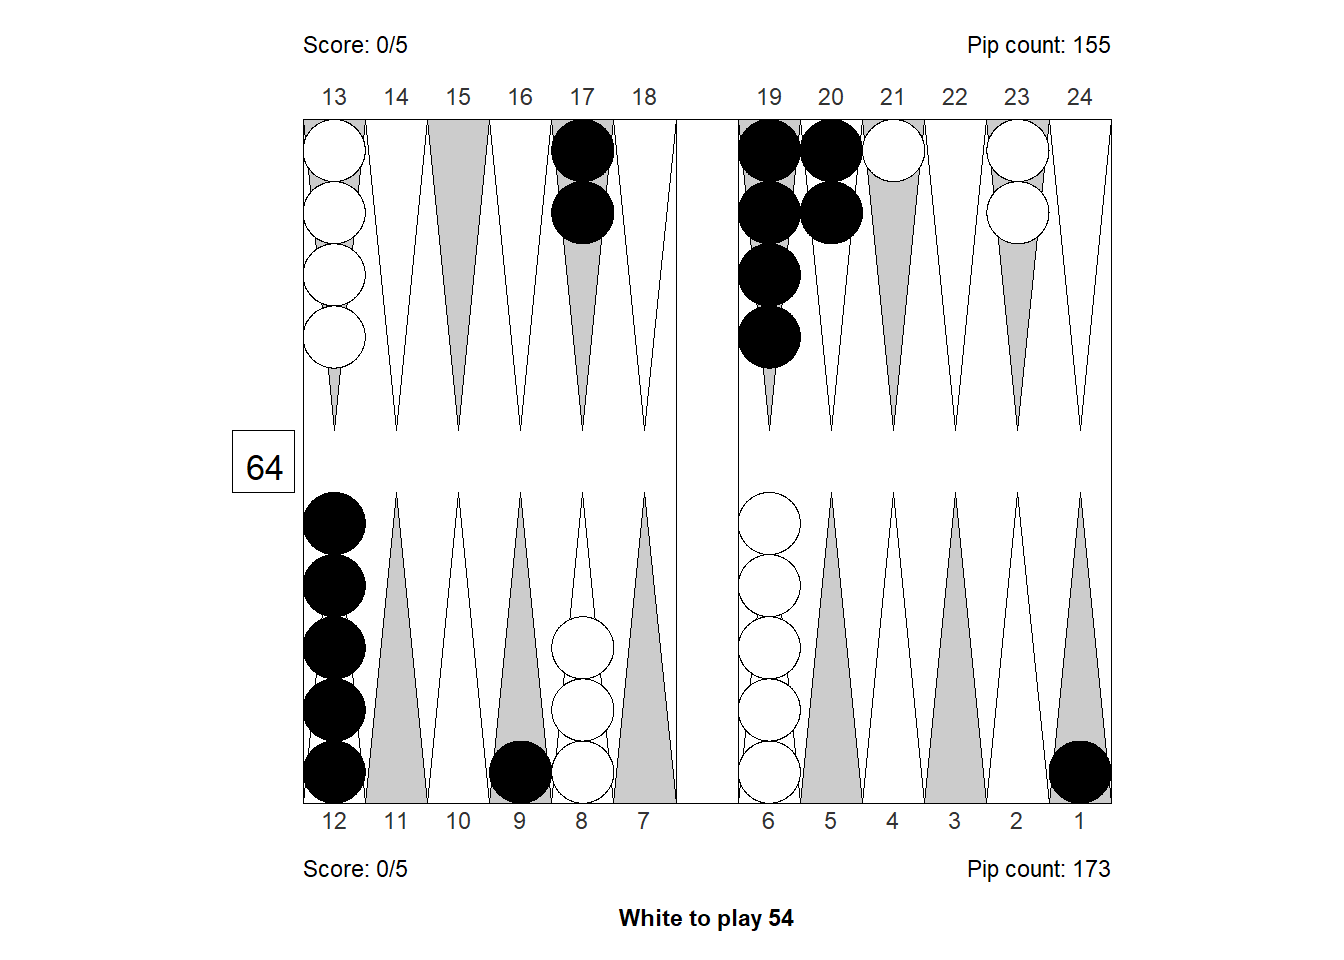 Score: 0/5 Pip count: 155
13 14 15 16 17 18 19 20 21 22 23 24
64
12 11 10 9 8 7 6 5 4 3 2 1
Score: 0/5 Pip count: 173
White to play 54